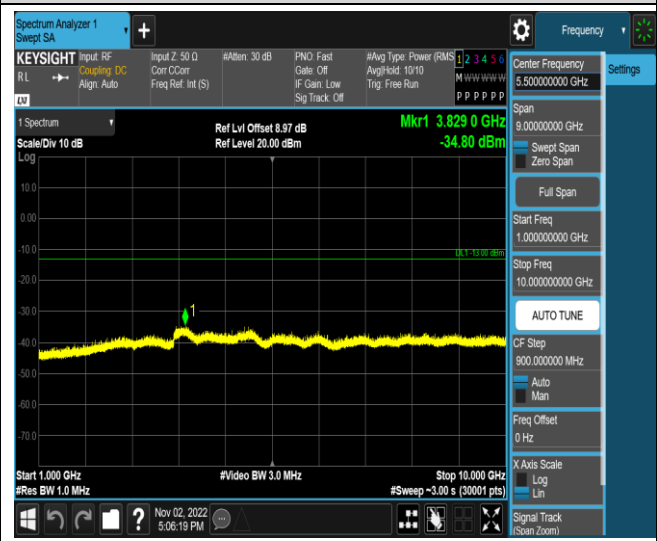 Spectrum Analyzer 1
Swept SA
+
Frequency
KEYSIGHT
RL
LXI
Input: RF
Coupling: DC
Align: Auto
Input Z: 50 Ω
Corr CCorr
Freq Ref: Int (S)
#Atten: 30 dB
PNO: Fast
Gate: Off
IF Gain: Low
Sig Track: Off
#Avg Type: Power (RMS
Avg|Hold: 10/10
Trig: Free Run
1 2 3 4 5 6
M W W W W W
P P P P P P
1 Spectrum
Scale/Div 10 dB
Ref Lvl Offset 8.97 dB
Ref Level 20.00 dBm
Mkr1 3.829 0 GHz
-34.80 dBm
Log
10.0
0.00
-10.0
DL1 -13.00 dBm
-20.0
-30.0
1
-40.0
-50.0
-60.0
-70.0
Start 1.000 GHz
#Res BW 1.0 MHz
#Video BW 3.0 MHz
Stop 10.000 GHz
#Sweep ~3.00 s (30001 pts)
?
Nov 02, 2022
5:06:19 PM
Center Frequency
5.500000000 GHz
Span
9.00000000 GHz
Swept Span
Zero Span
Full Span
Start Freq
1.000000000 GHz
Stop Freq
10.000000000 GHz
AUTO TUNE
CF Step
900.000000 MHz
Auto
Man
Freq Offset
0 Hz
X Axis Scale
Log
Lin
Signal Track
(Span Zoom)
Settings